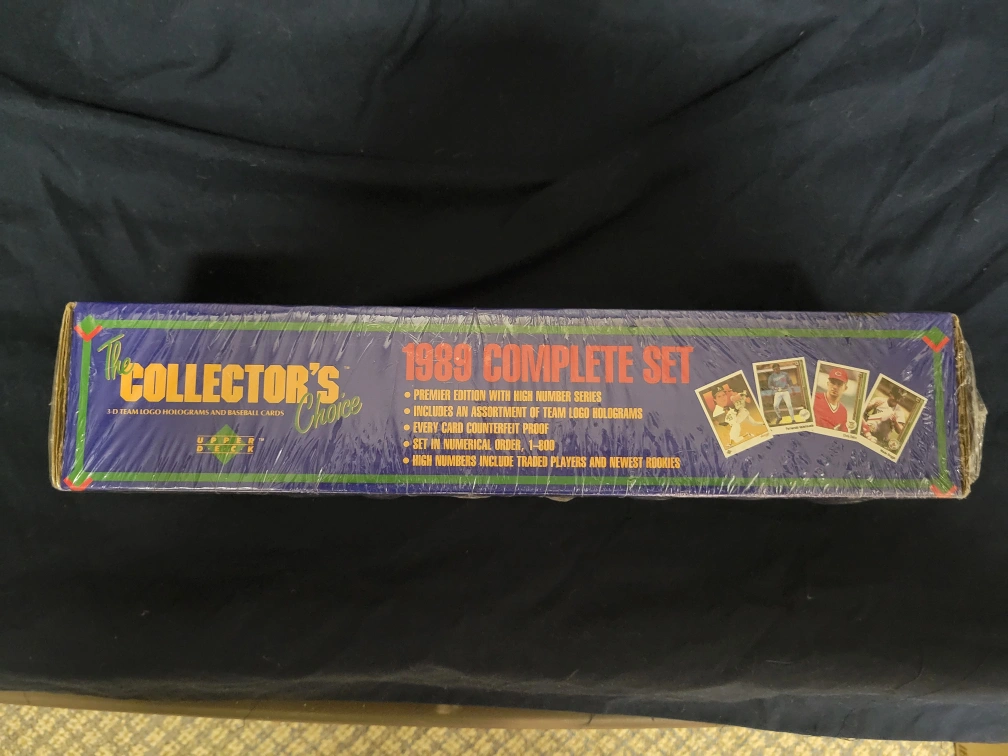 The
COLLECTOR'S™
Choice
3-D TEAM LOGO HOLOGRAMS AND BASEBALL CARDS
UPPER™
DECK
1989 COMPLETE SET
• PREMIER EDITION WITH HIGH NUMBER SERIES
• INCLUDES AN ASSORTMENT OF TEAM LOGO HOLOGRAMS
• EVERY CARD COUNTERFEIT PROOF
• SET IN NUMERICAL ORDER, 1-800
• HIGH NUMBERS INCLUDE TRADED PLAYERS AND NEWEST ROOKIES